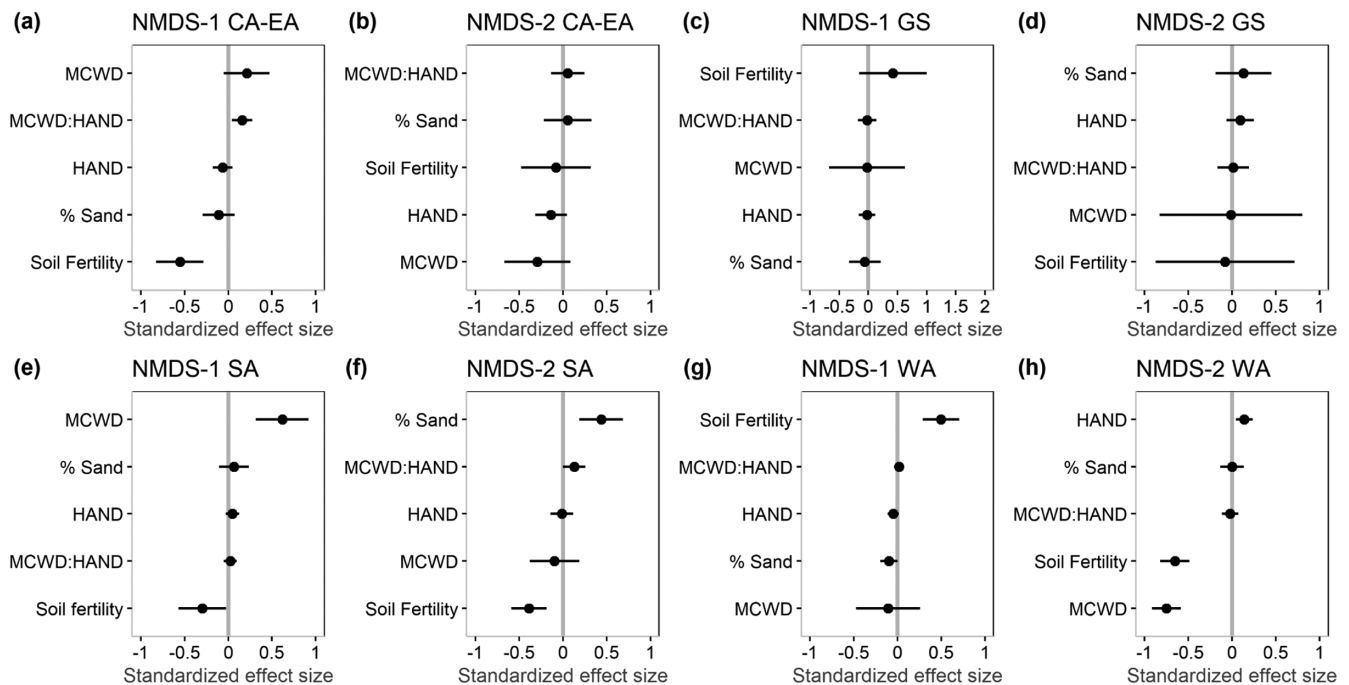 (a) NMDS-1 CA-EA
MCWD
MCWD:HAND
HAND
% Sand
Soil Fertility
-1 -0.5 0 0.5 1
Standardized effect size
(b) NMDS-2 CA-EA
MCWD:HAND
% Sand
Soil Fertility
HAND
MCWD
-1 -0.5 0 0.5 1
Standardized effect size
(c) NMDS-1 GS
Soil Fertility
MCWD:HAND
MCWD
HAND
% Sand
-1 -0.5 0 0.5 1 1.5 2
Standardized effect size
(d) NMDS-2 GS
% Sand
HAND
MCWD:HAND
MCWD
Soil Fertility
-1 -0.5 0 0.5 1
Standardized effect size
(e) NMDS-1 SA
MCWD
% Sand
HAND
MCWD:HAND
Soil fertility
-1 -0.5 0 0.5 1
Standardized effect size
(f) NMDS-2 SA
% Sand
MCWD:HAND
HAND
MCWD
Soil Fertility
-1 -0.5 0 0.5 1
Standardized effect size
(g) NMDS-1 WA
Soil Fertility
MCWD:HAND
HAND
% Sand
MCWD
-1 -0.5 0 0.5 1
Standardized effect size
(h) NMDS-2 WA
HAND
% Sand
MCWD:HAND
Soil Fertility
MCWD
-1 -0.5 0 0.5 1
Standardized effect size